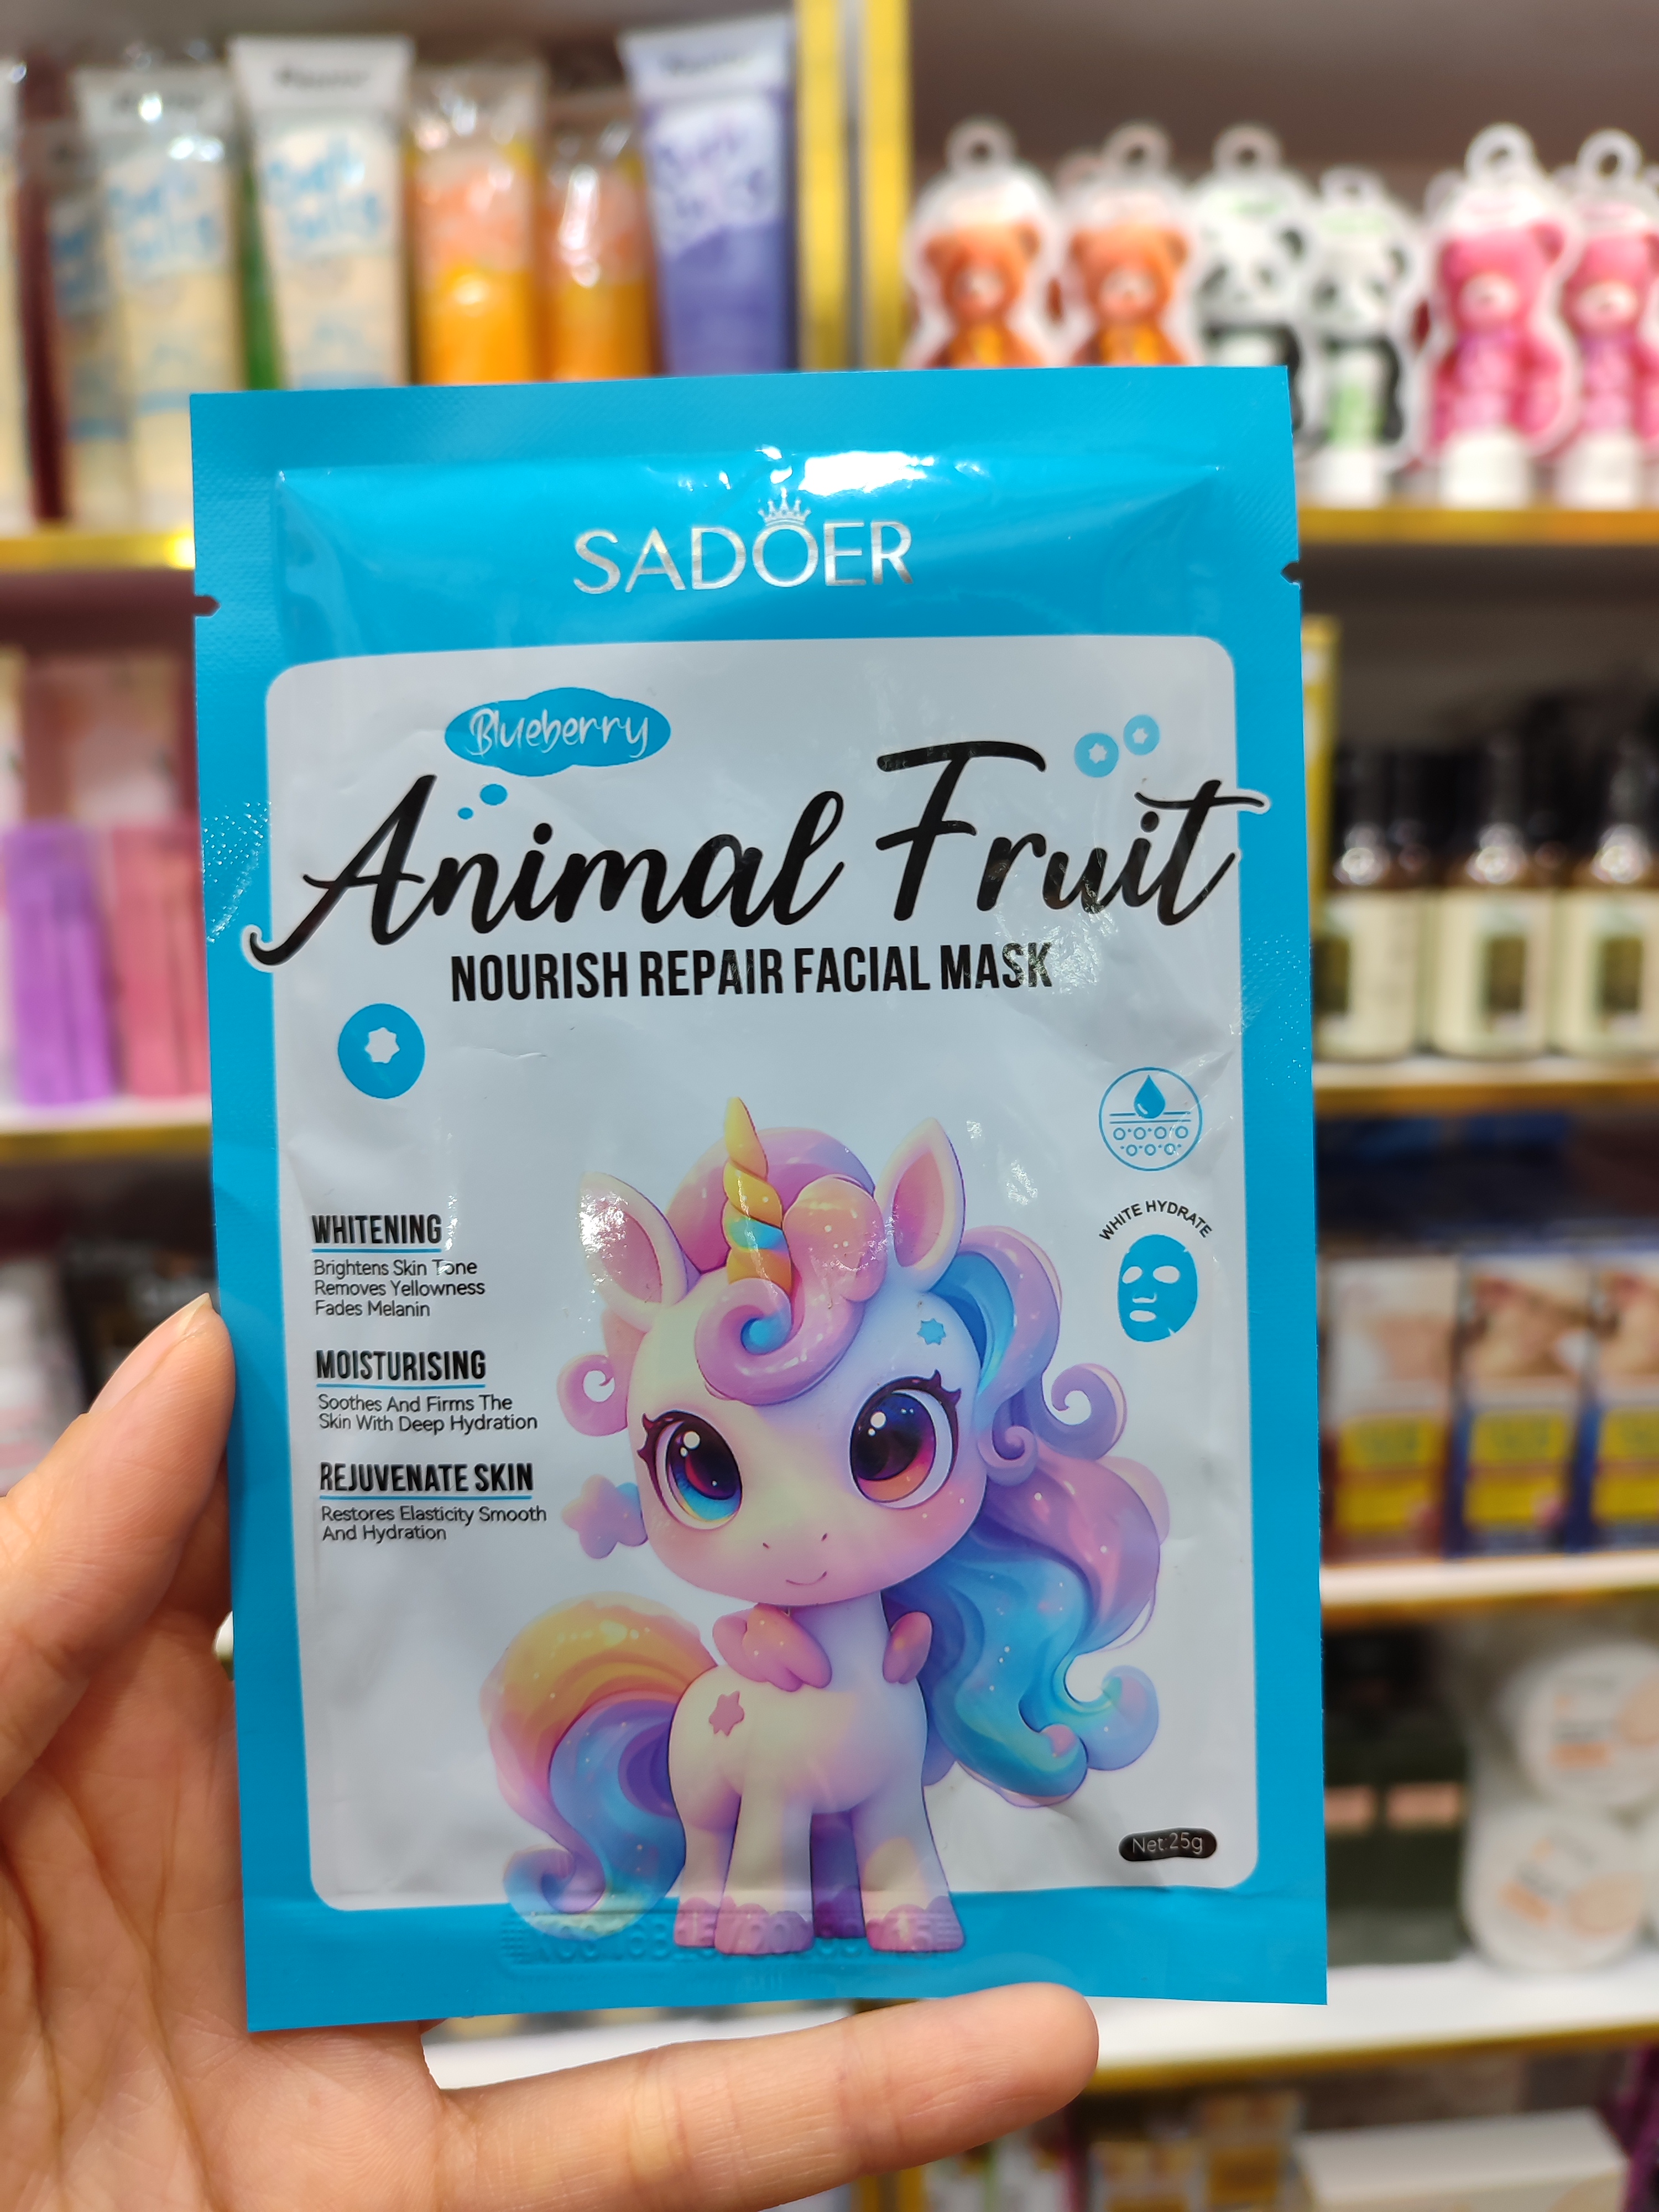 SADOER
Blueberry
Animal Fruit
NOURISH REPAIR FACIAL MASK
WHITE HYDRATE
WHITENING
Brightens Skin Tone
Removes Yellowness
Fades Melanin
MOISTURISING
Soothes And Firms The
Skin With Deep Hydration
REJUVENATE SKIN
Restores Elasticity Smooth
And Hydration
Net:25g